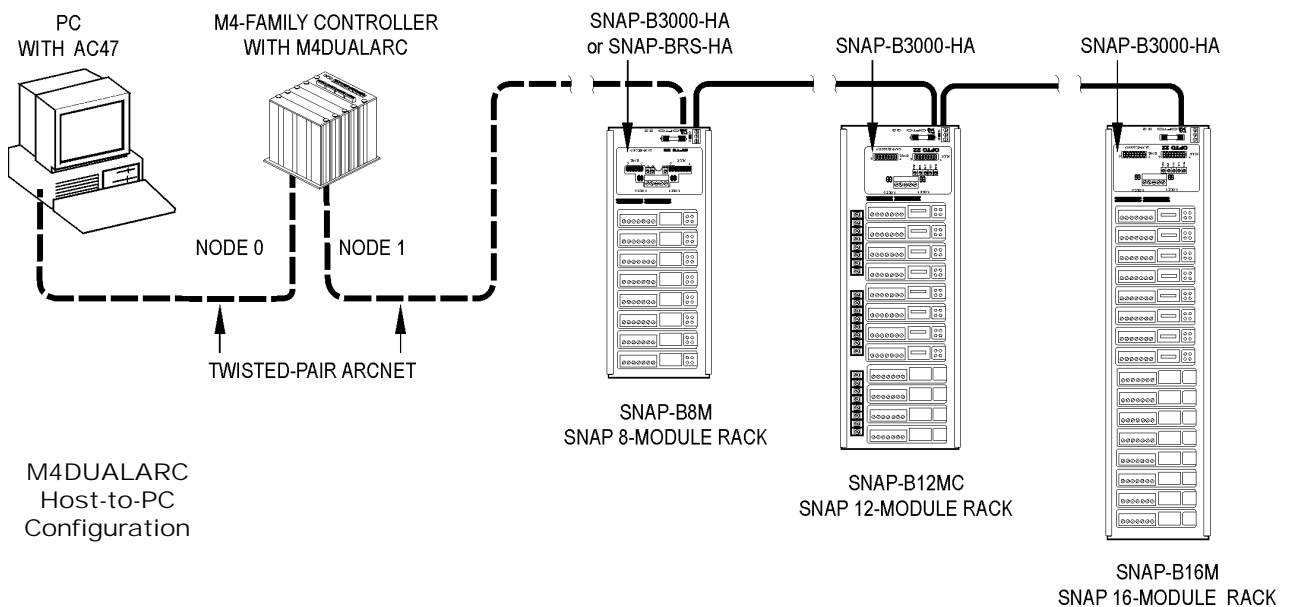 PC
WITH AC47
M4-FAMILY CONTROLLER
WITH M4DUALARC
SNAP-B3000-HA
or SNAP-BRS-HA
SNAP-B3000-HA
SNAP-B3000-HA
NODE 0
NODE 1
TWISTED-PAIR ARCNET
SNAP-B8M
SNAP 8-MODULE RACK
SNAP-B12MC
SNAP 12-MODULE RACK
SNAP-B16M
SNAP 16-MODULE RACK
M4DUALARC
Host-to-PC
Configuration